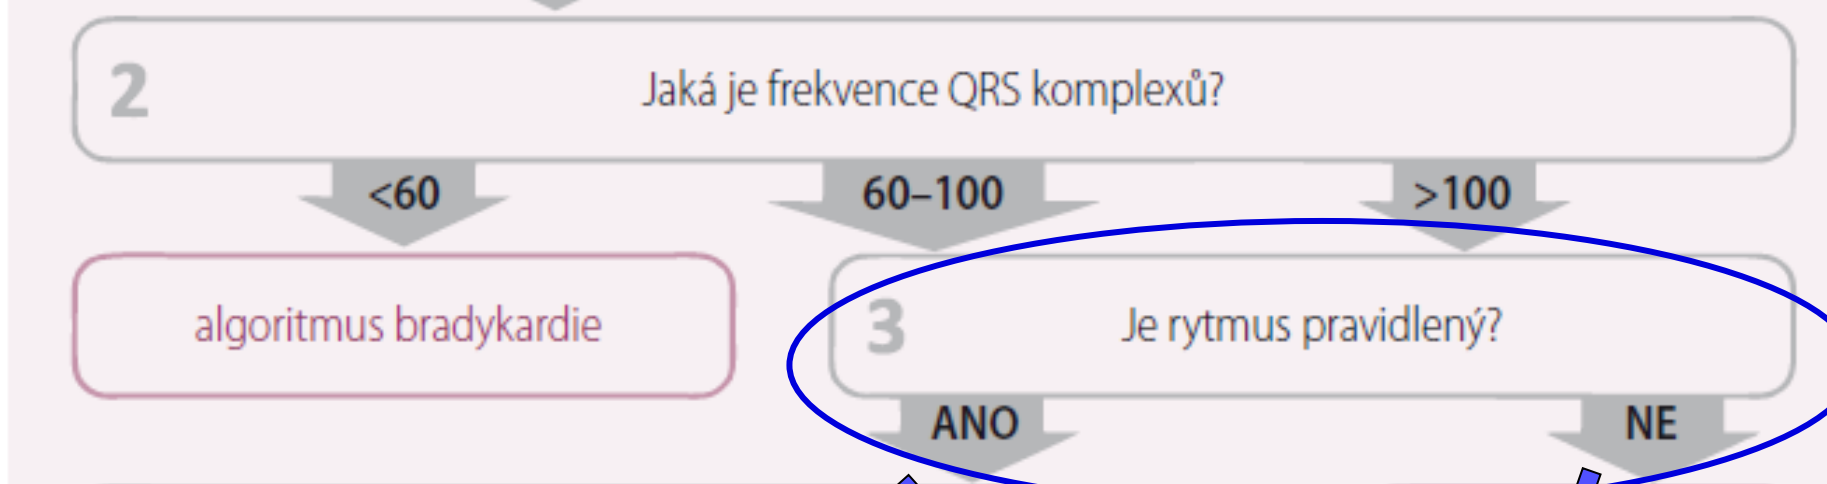 2
Jaká je frekvence QRS komplexů?
<60
60–100
>100
algoritmus bradykardie
3
Je rytmus pravidlený?
ANO
NE